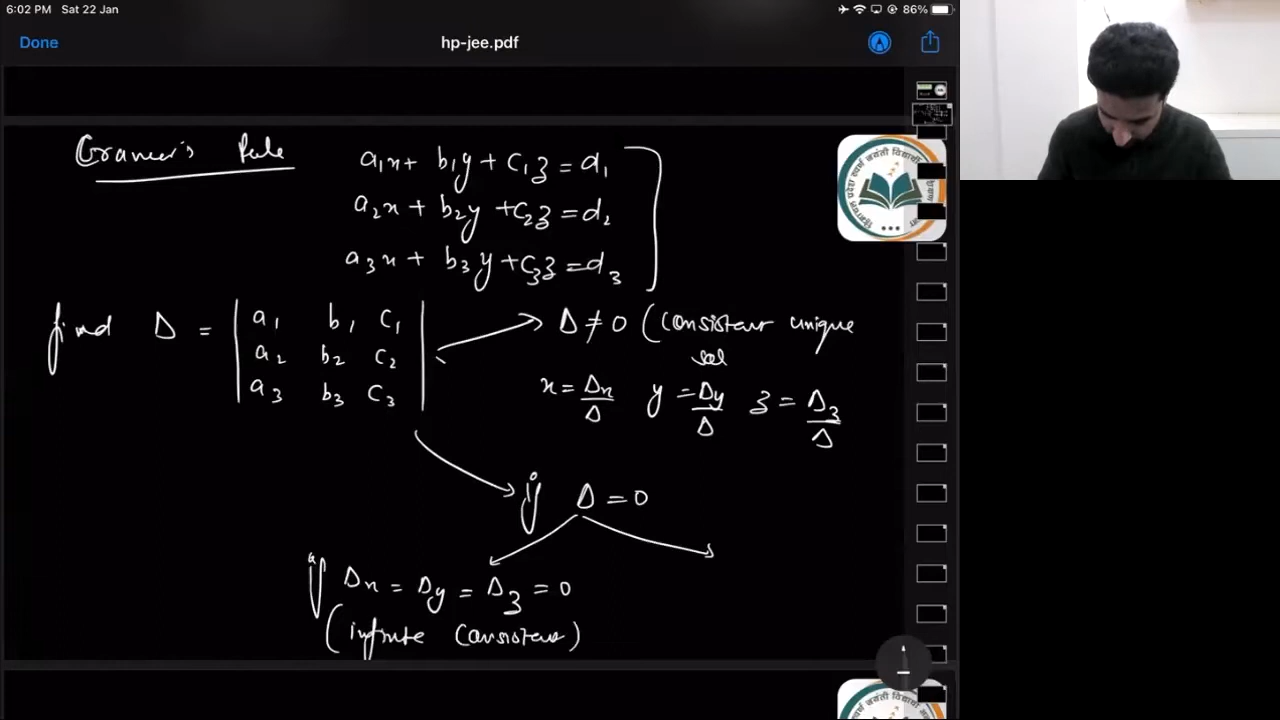 6:02 PM Sat 22 Jan
86%
Done
hp-jee.pdf
Cramer's Rule
a₁x + b₁y + c₁z = d₁
a₂x + b₂y + c₂z = d₂
a₃x + b₃y + c₃z = d₃
find Δ = | a₁ b₁ c₁ |
| a₂ b₂ c₂ |
| a₃ b₃ c₃ |
Δ ≠ 0 (consistent unique
sol
x = Δx/Δ y = Δy/Δ z = Δz/Δ
if Δ = 0
if Δx = Δy = Δz = 0
(infinite consistent)